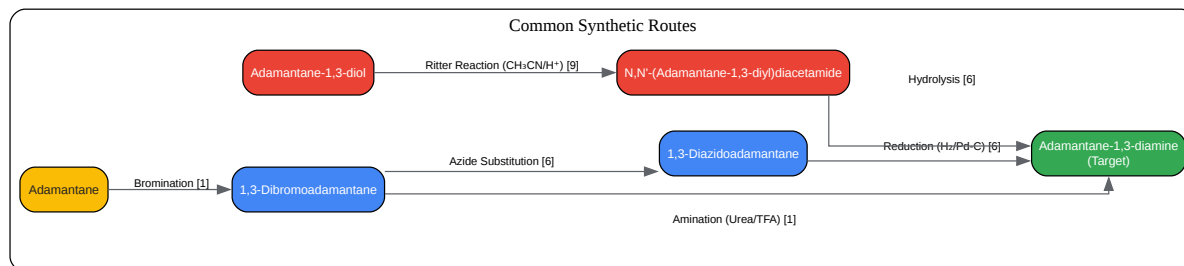 Common Synthetic Routes
Adamantane-1,3-diol
Ritter Reaction (CH₃CN/H⁺) [9]
N,N'-(Adamantane-1,3-diyl)diacetamide
Hydrolysis [6]
Adamantane
Bromination [1]
1,3-Dibromoadamantane
Azide Substitution [6]
1,3-Diazidoadamantane
Reduction (H₂/Pd-C) [6]
Adamantane-1,3-diamine
(Target)
Amination (Urea/TFA) [1]